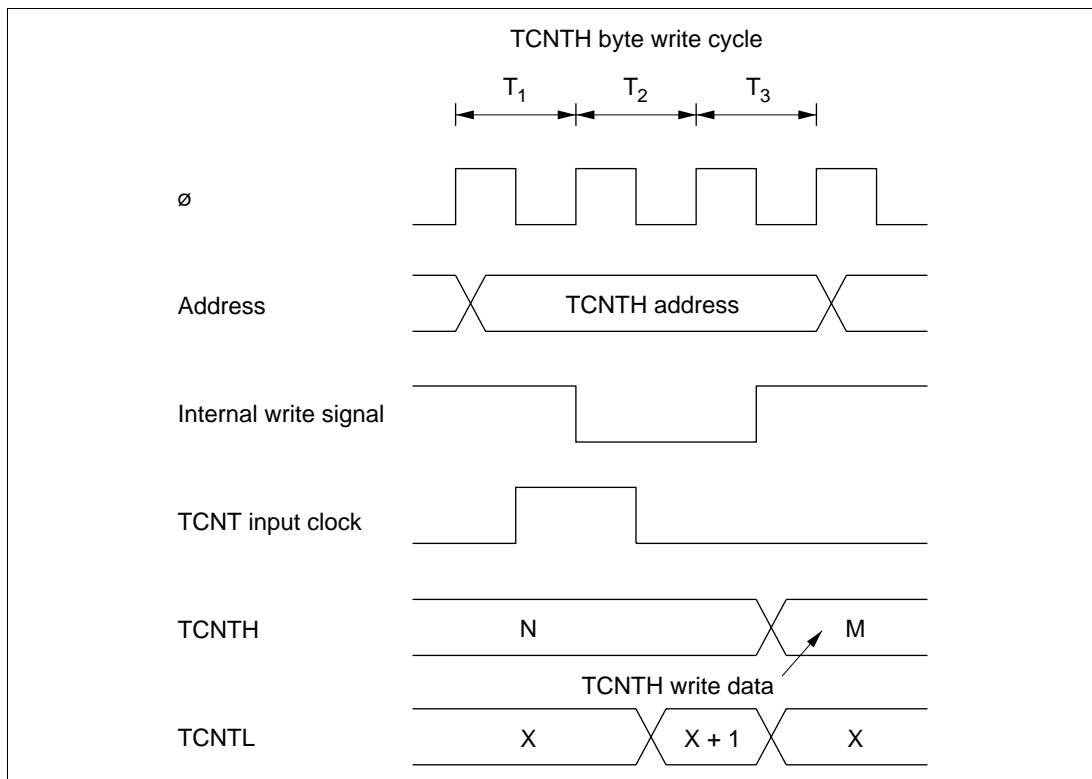 TCNTH byte write cycle
T1 T2 T3
ø
Address
TCNTH address
Internal write signal
TCNT input clock
TCNTH
N
M
TCNTH write data
TCNTL
X
X + 1
X